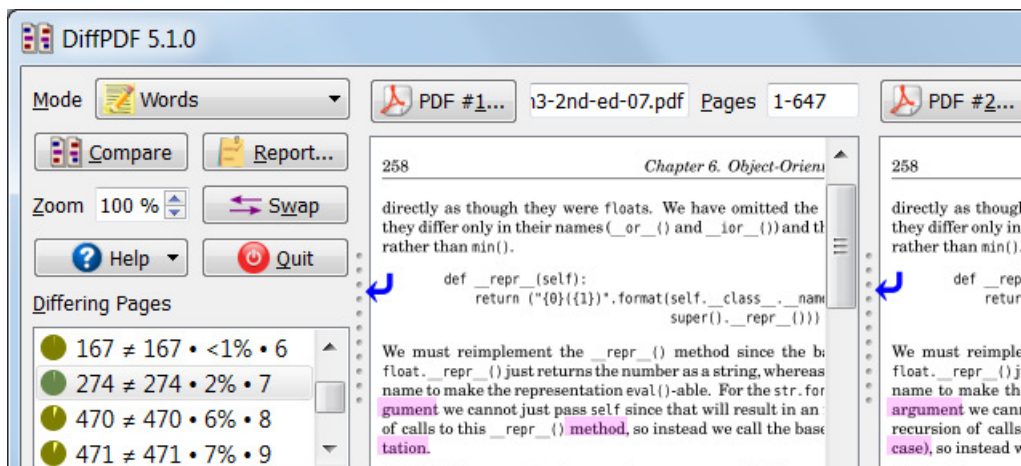 DiffPDF 5.1.0
Mode Words
PDF #1... n3-2nd-ed-07.pdf Pages 1-647
PDF #2...
Compare Report...
Zoom 100 % Swap
Help Quit
Differing Pages
167 ≠ 167 • <1% • 6
274 ≠ 274 • 2% • 7
470 ≠ 470 • 6% • 8
471 ≠ 471 • 7% • 9
258 Chapter 6. Object-Orien
directly as though they were floats. We have omitted the
they differ only in their names (__or__() and __ior__()) and th
rather than min().
def __repr__(self):
return ("{0}({1})".format(self.__class__.__nam
super().__repr__()))
We must reimplement the __repr__() method since the ba
float.__repr__() just returns the number as a string, whereas
name to make the representation eval()-able. For the str.for
gument we cannot just pass self since that will result in an
of calls to this __repr__() method, so instead we call the base
tation.
258
directly as though
they differ only in
rather than min().
def __rep
retur
We must reimple
float.__repr__() j
name to make th
argument we cann
recursion of calls
case), so instead w